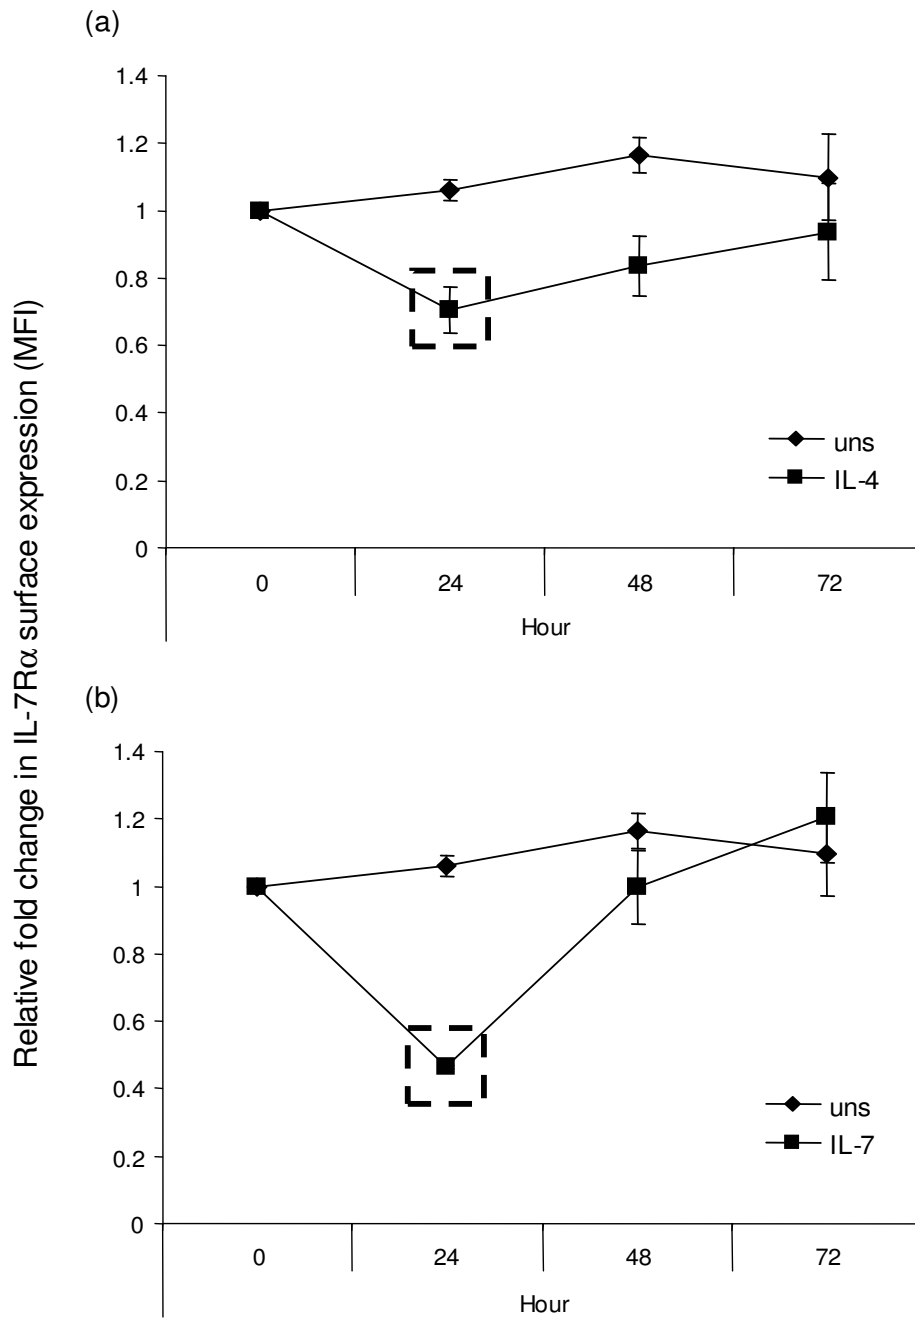 (a)
1.4
1.2
1
0.8
0.6
0.4
0.2
0
0 24 48 72
Hour
uns
IL-4
Relative fold change in IL-7Rα surface expression (MFI)
(b)
1.4
1.2
1
0.8
0.6
0.4
0.2
0
0 24 48 72
Hour
uns
IL-7